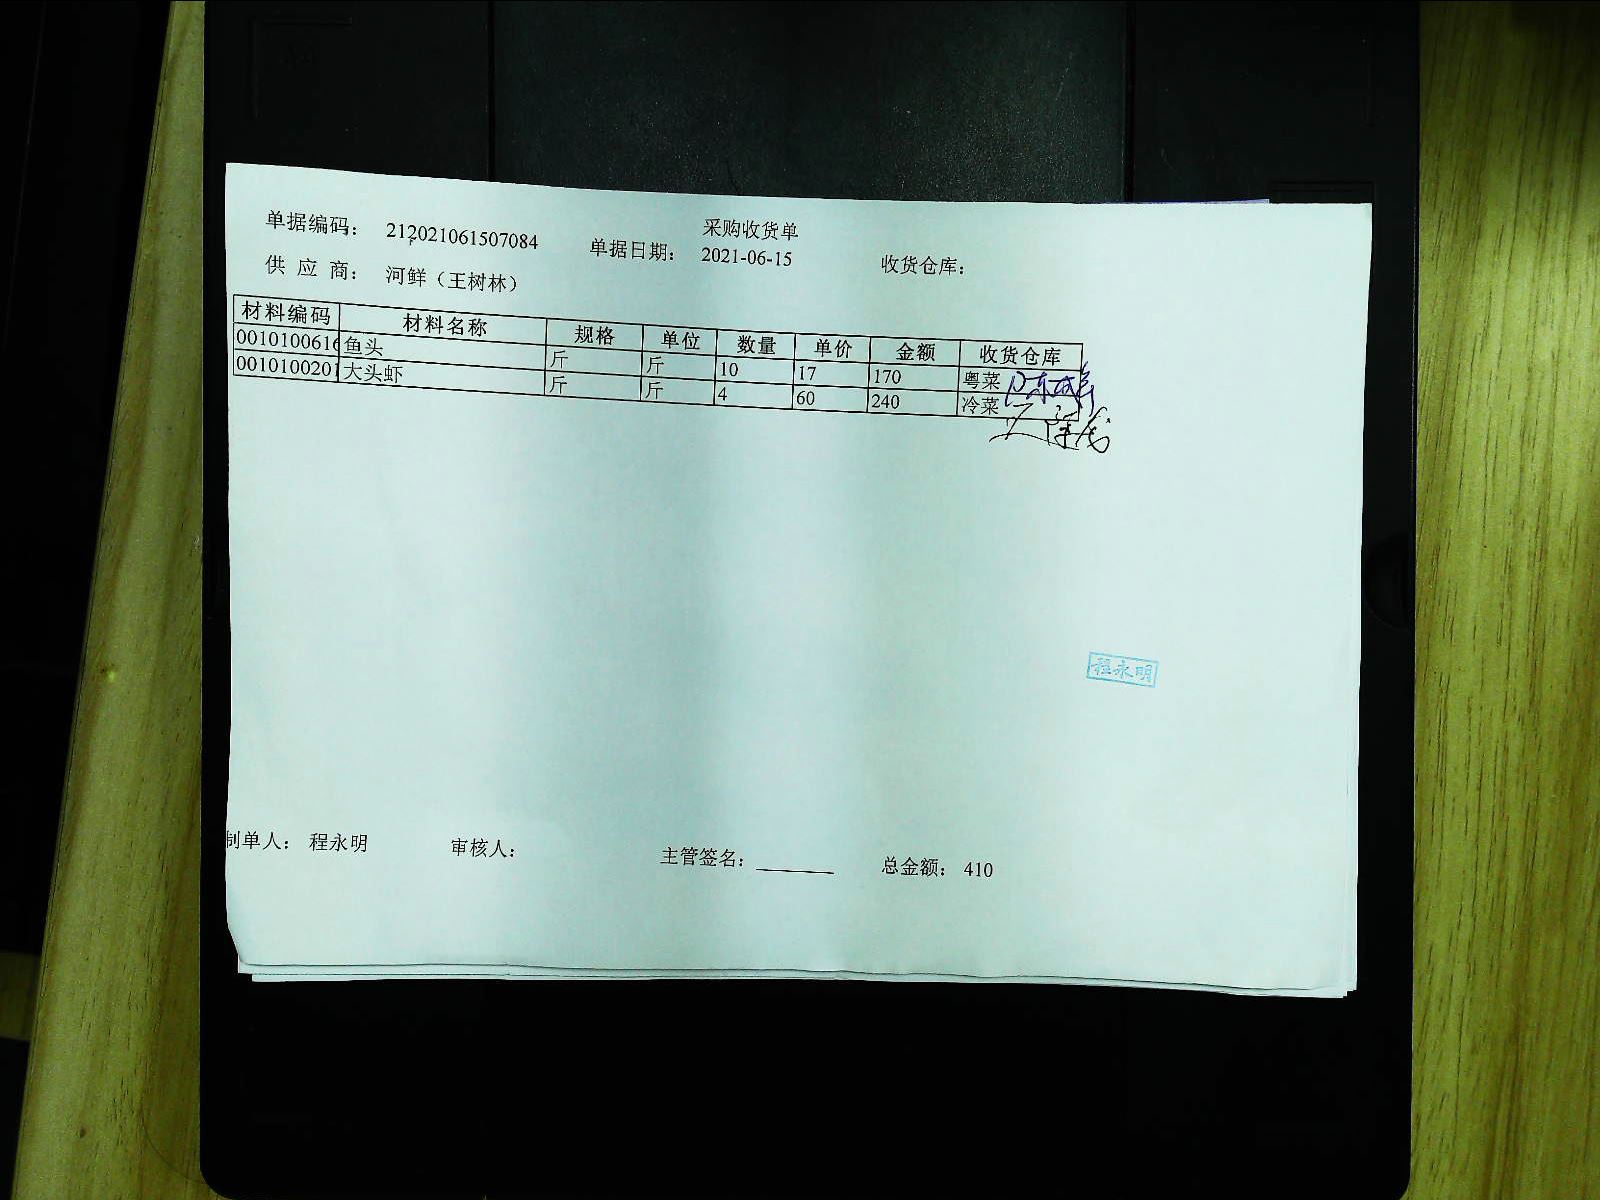 采购收货单
单据编码： 212021061507084 单据日期： 2021-06-15 收货仓库：
供 应 商： 河鲜（王树林）
材料编码 材料名称 规格 单位 数量 单价 金额 收货仓库
0010100616 鱼头 斤 斤 10 17 170 粤菜
0010100201 大头虾 斤 斤 4 60 240 冷菜
程永明
制单人： 程永明 审核人： 主管签名： 总金额： 410